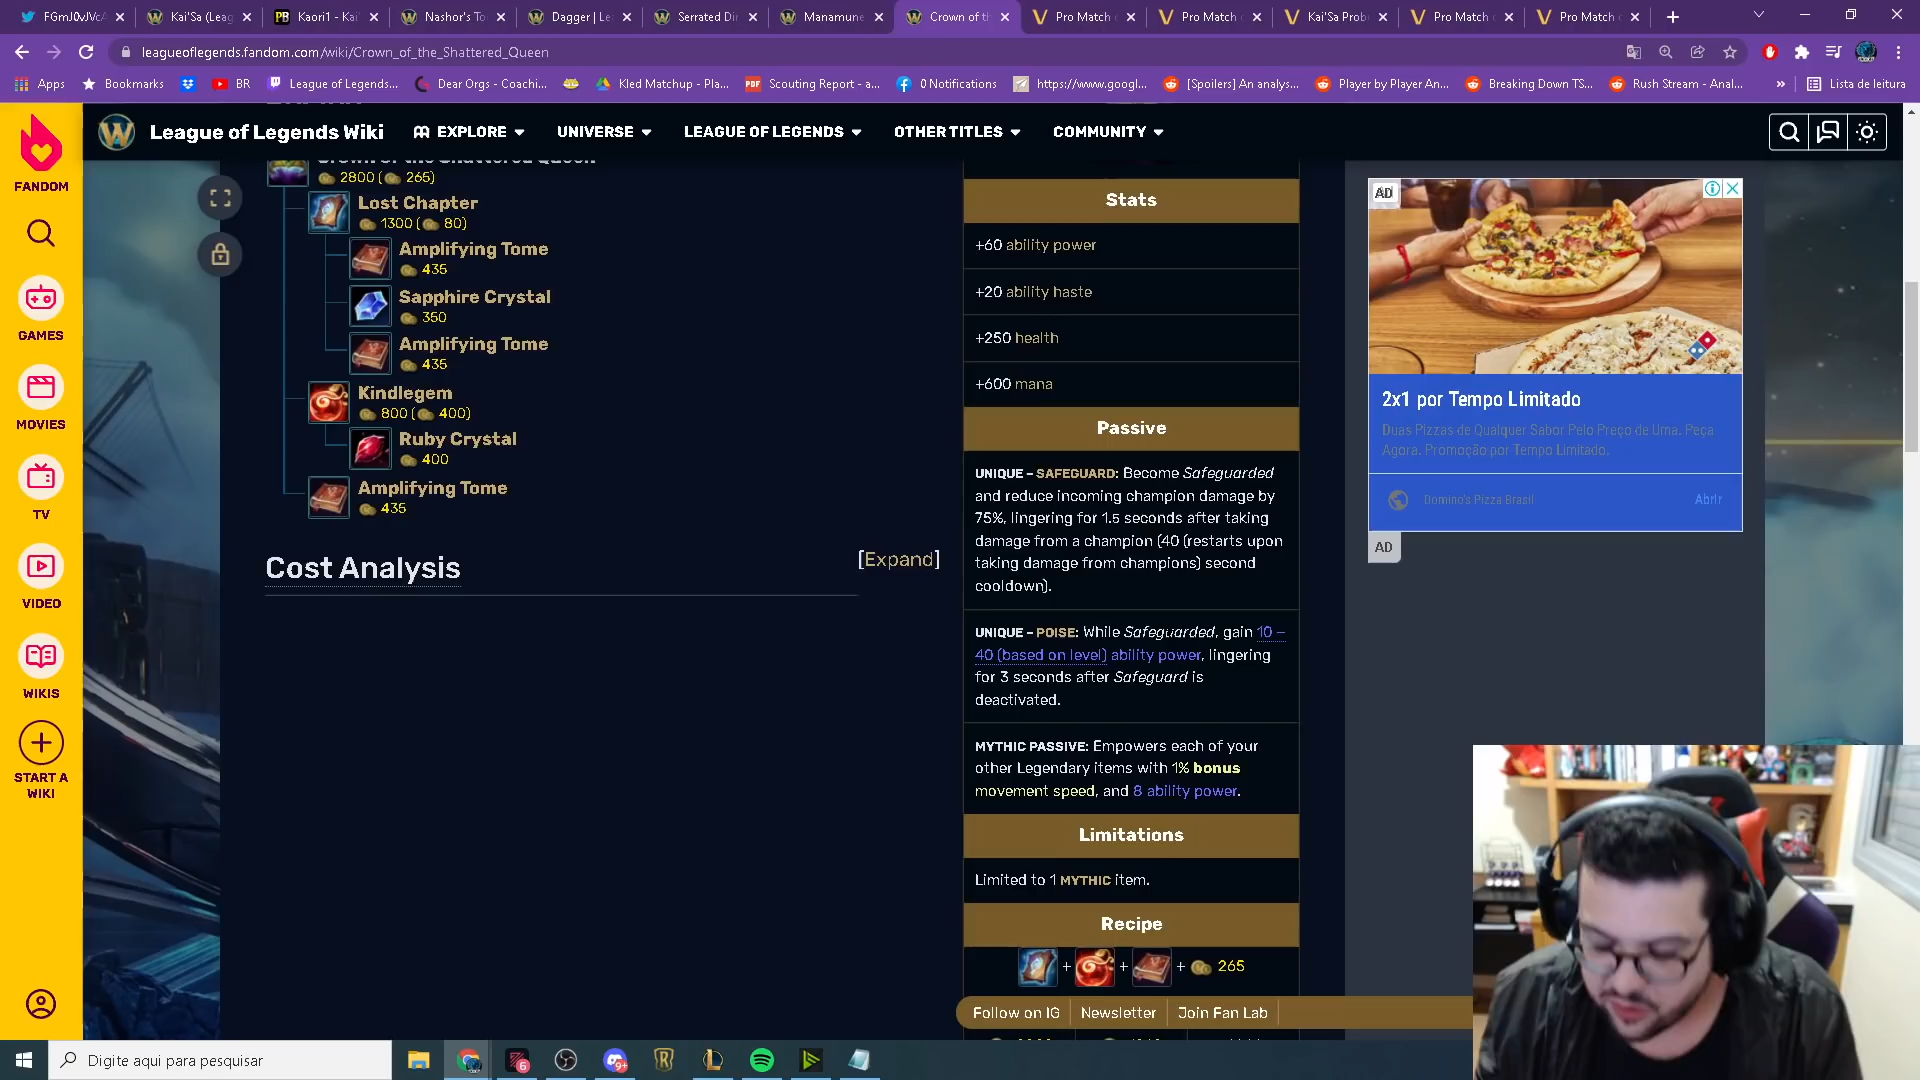 FGmJ0vJVcA
Kai'Sa (Leag
Kaori1 - Kai
Nashor's To
Dagger | Le
Serrated Dir
Manamune
Crown of th
Pro Match
Pro Match
Kai'Sa Prob
Pro Match
Pro Match
leagueoflegends.fandom.com/wiki/Crown_of_the_Shattered_Queen
Apps
Bookmarks
BR
League of Legends...
Dear Orgs - Coachi...
Kled Matchup - Pla...
Scouting Report - a...
0 Notifications
https://www.googl...
[Spoilers] An analys...
Player by Player An...
Breaking Down TS...
Rush Stream - Anal...
»
Lista de leitura
FANDOM
GAMES
MOVIES
TV
VIDEO
WIKIS
START A
WIKI
League of Legends Wiki
EXPLORE
UNIVERSE
LEAGUE OF LEGENDS
OTHER TITLES
COMMUNITY
Crown of the Shattered Queen
2800 ( 265)
Lost Chapter
1300 ( 80)
Amplifying Tome
435
Sapphire Crystal
350
Amplifying Tome
435
Kindlegem
800 ( 400)
Ruby Crystal
400
Amplifying Tome
435
Cost Analysis
[Expand]
Stats
+60 ability power
+20 ability haste
+250 health
+600 mana
Passive
UNIQUE – SAFEGUARD: Become Safeguarded
and reduce incoming champion damage by
75%, lingering for 1.5 seconds after taking
damage from a champion (40 (restarts upon
taking damage from champions) second
cooldown).
UNIQUE – POISE: While Safeguarded, gain 10 –
40 (based on level) ability power, lingering
for 3 seconds after Safeguard is
deactivated.
MYTHIC PASSIVE: Empowers each of your
other Legendary items with 1% bonus
movement speed, and 8 ability power.
Limitations
Limited to 1 MYTHIC item.
Recipe
+ + + 265
Follow on IG
Newsletter
Join Fan Lab
AD
2x1 por Tempo Limitado
Duas Pizzas de Qualquer Sabor Pelo Preço de Uma. Peça
Agora. Promoção por Tempo Limitado.
Domino's Pizza Brasil
Abrir
AD
Digite aqui para pesquisar
6
9+